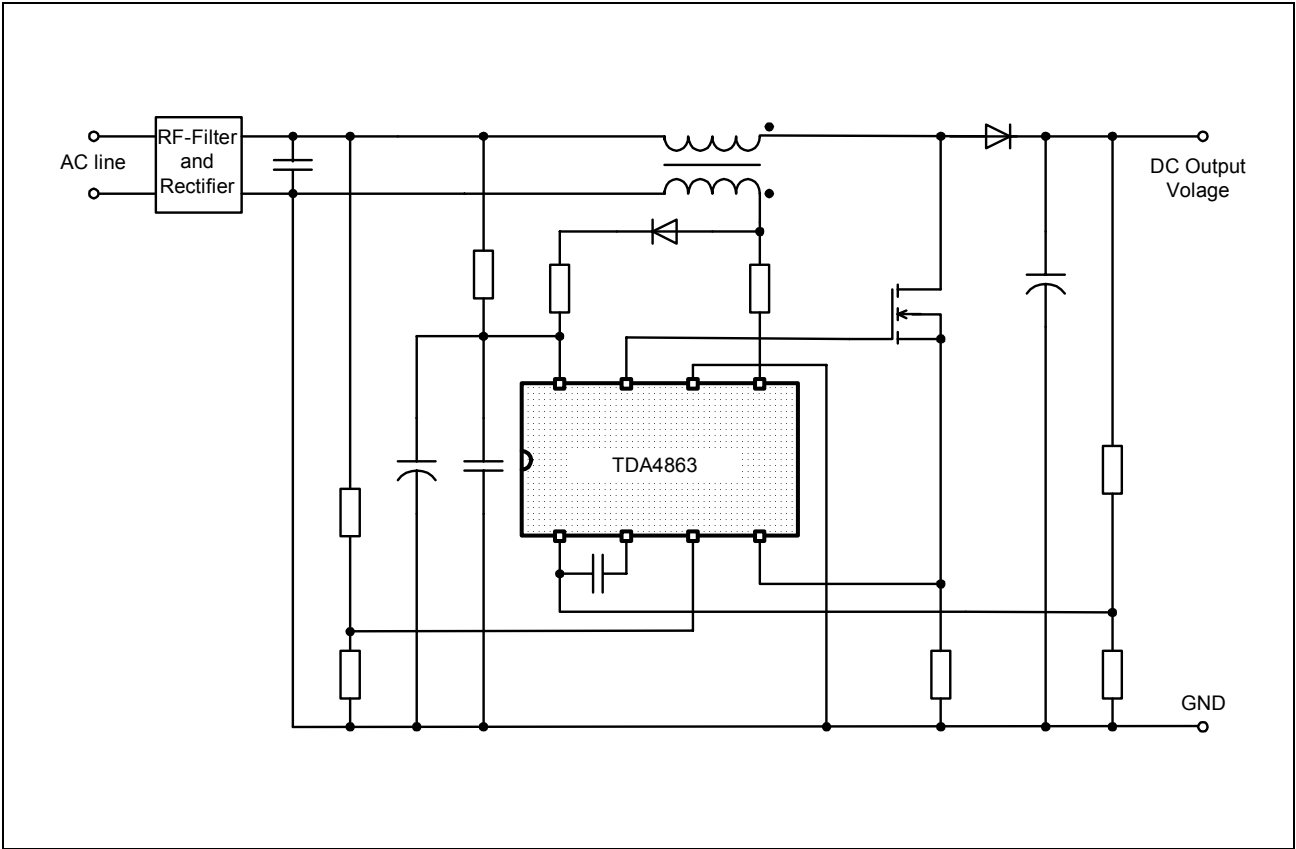 RF-Filter
and
Rectifier
AC line
DC Output
Volage
TDA4863
GND